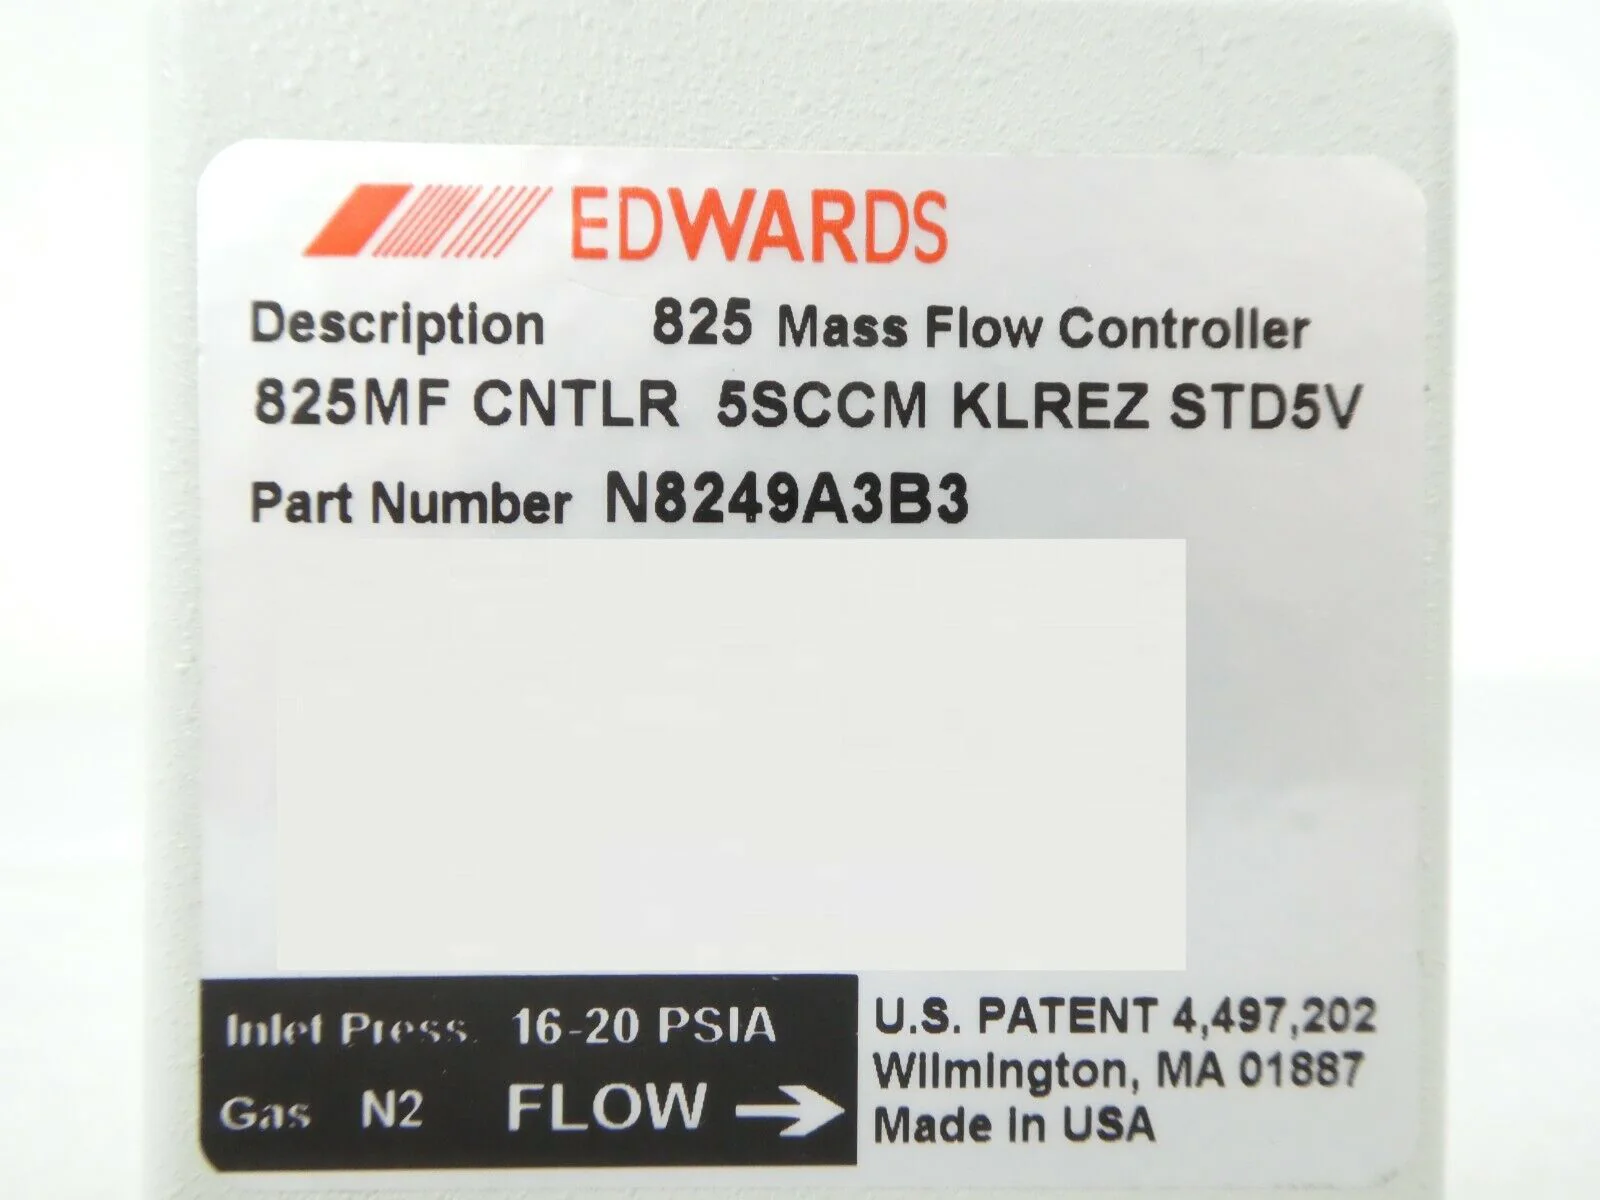 EDWARDS
Description 825 Mass Flow Controller
825MF CNTLR 5SCCM KLREZ STD5V
Part Number N8249A3B3
Inlet Press. 16-20 PSIA
Gas N2 FLOW →
U.S. PATENT 4,497,202
Wilmington, MA 01887
Made in USA